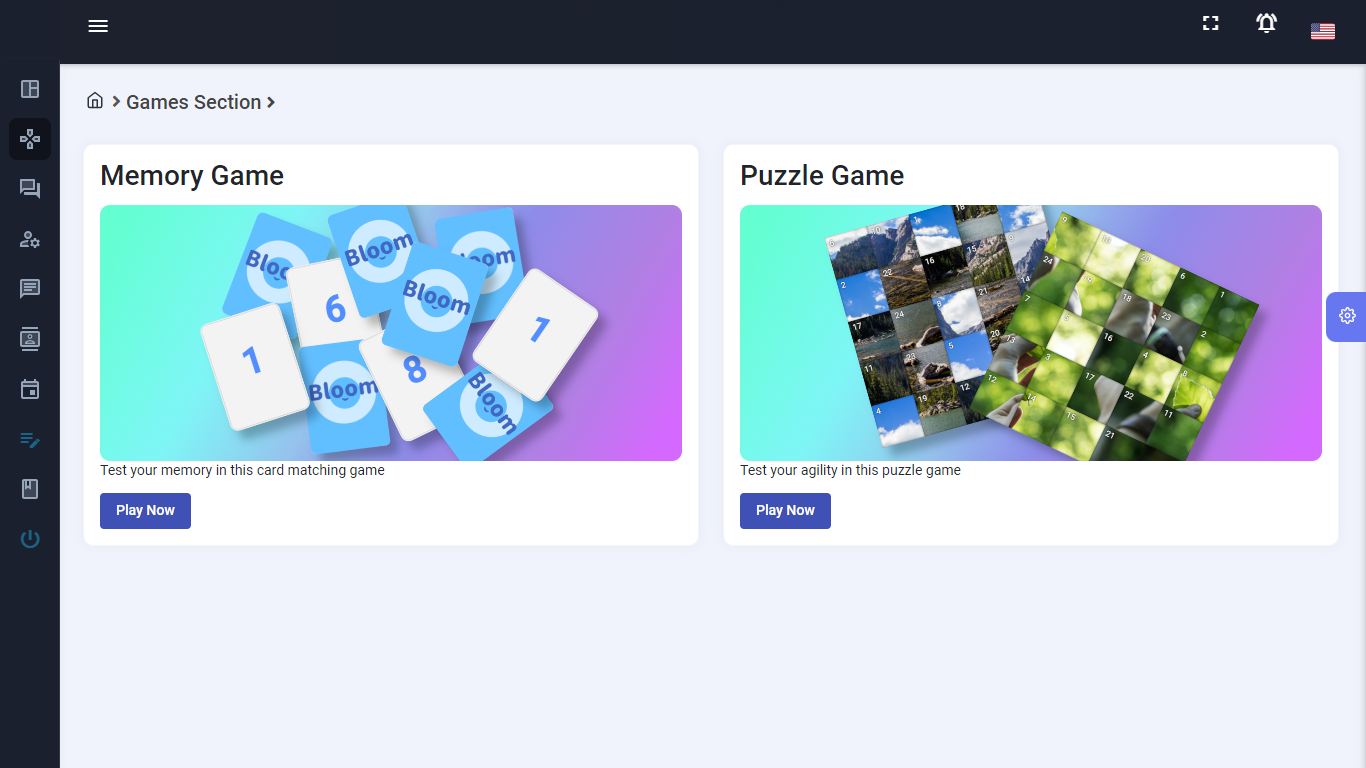 Games Section
Memory Game
Bloom
Bloom
Bloom
6
1
1
8
Bloom
Bloom
Test your memory in this card matching game
Play Now
Puzzle Game
Test your agility in this puzzle game
Play Now